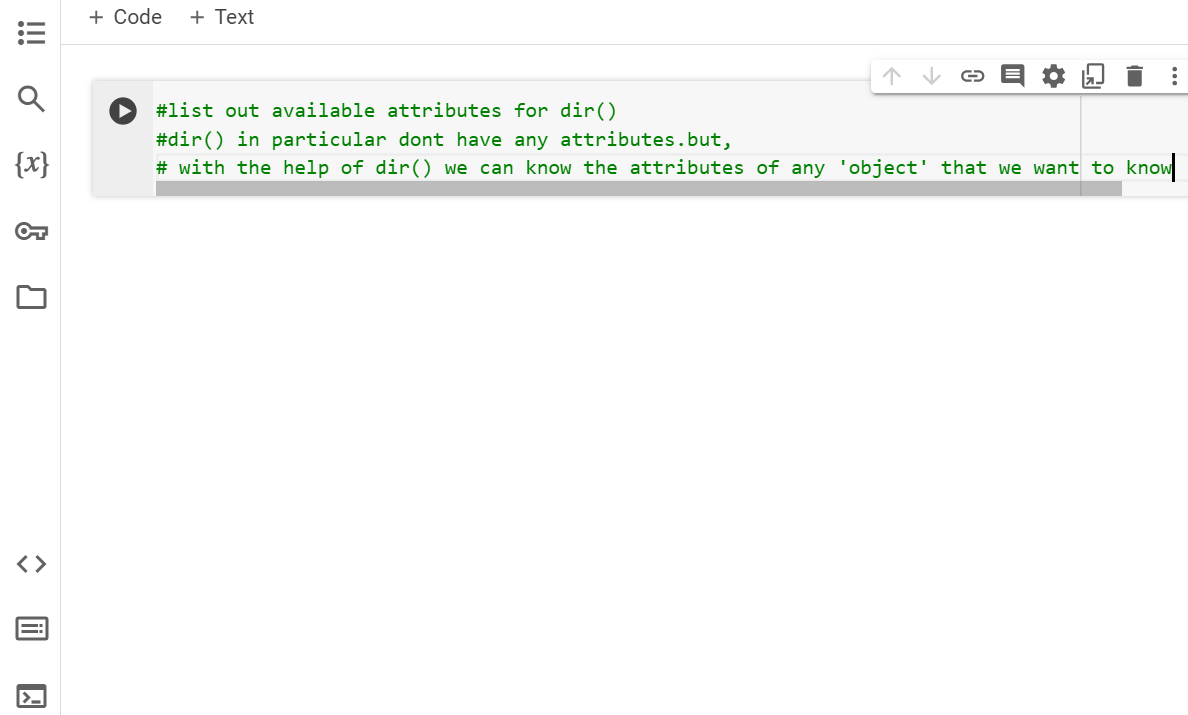 + Code + Text
{x}
#list out available attributes for dir()
#dir() in particular dont have any attributes.but,
# with the help of dir() we can know the attributes of any 'object' that we want to know